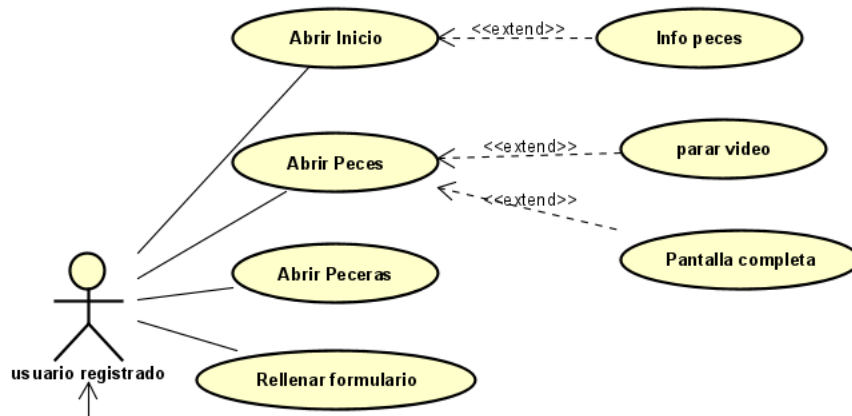 Abrir Inicio
<<extend>>
Info peces
Abrir Peces
<<extend>>
parar video
<<extend>>
Abrir Peceras
Pantalla completa
usuario registrado
Rellenar formulario